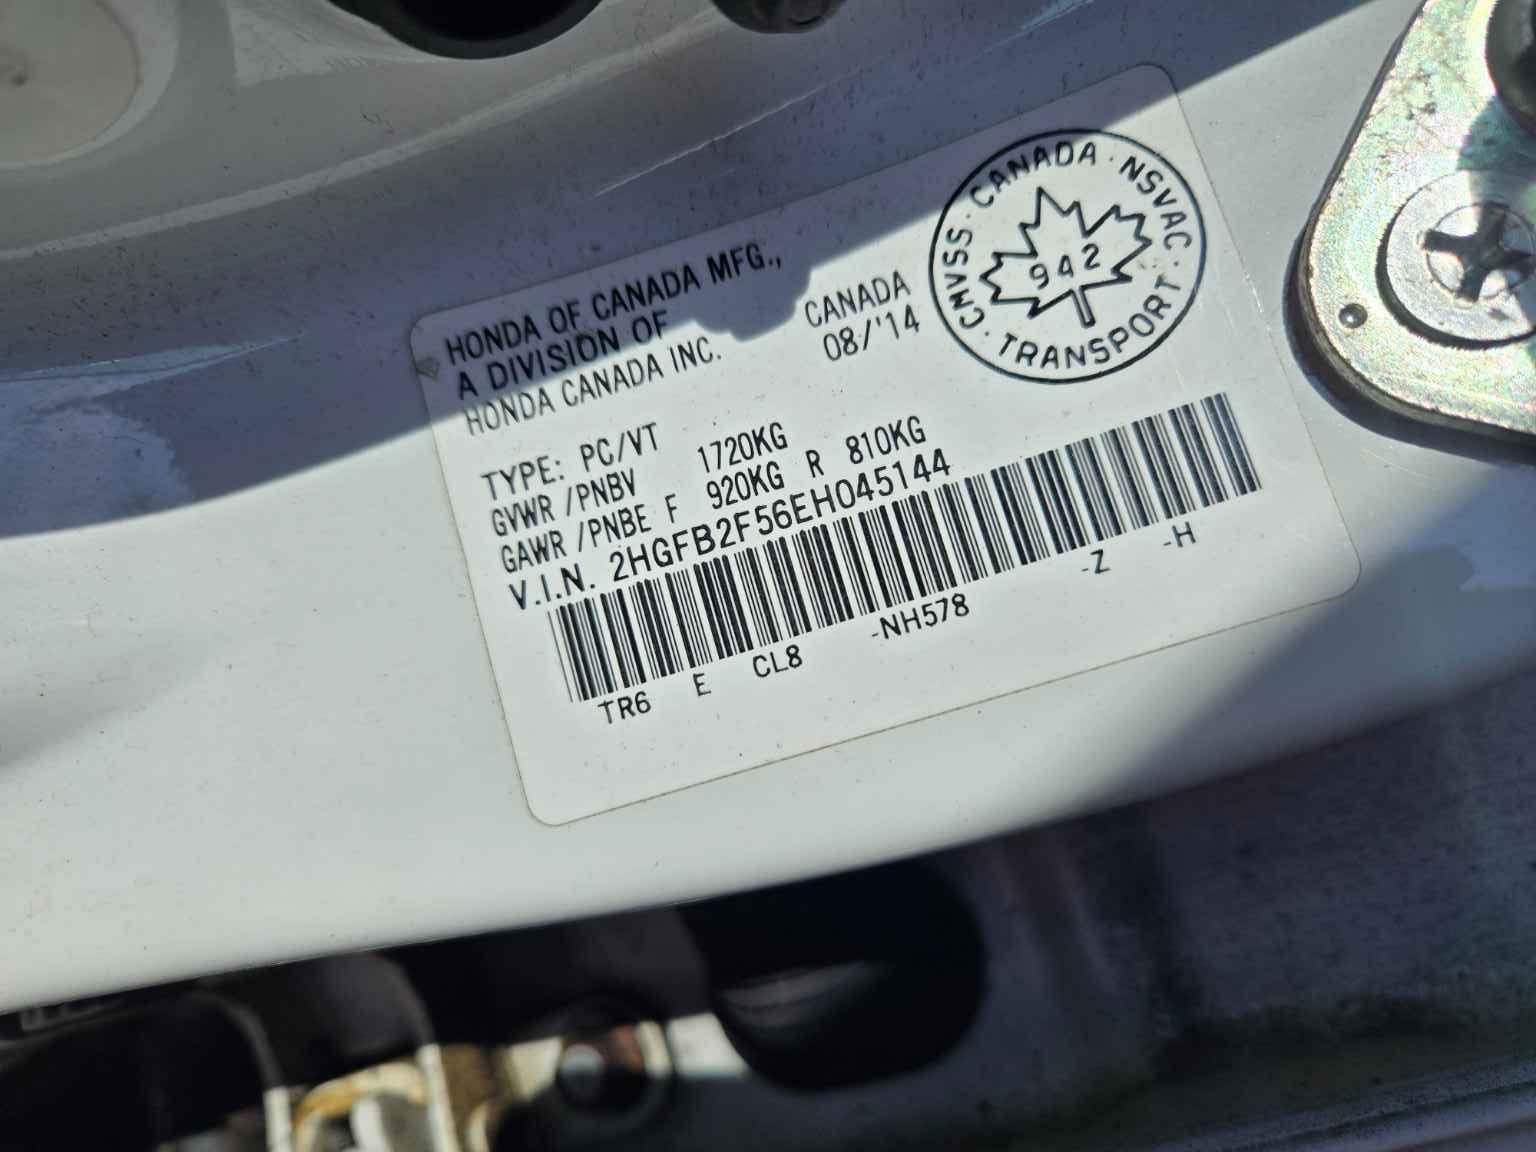 HONDA OF CANADA MFG.,
A DIVISION OF
HONDA CANADA INC.
CANADA
08/'14
CMVSS · CANADA · NSVAC · TRANSPORT ·
942
TYPE: PC/VT
GVWR /PNBV 1720KG
GAWR /PNBE F 920KG R 810KG
V.I.N. 2HGFB2F56EH045144
TR6 E CL8 -NH578 -Z -H